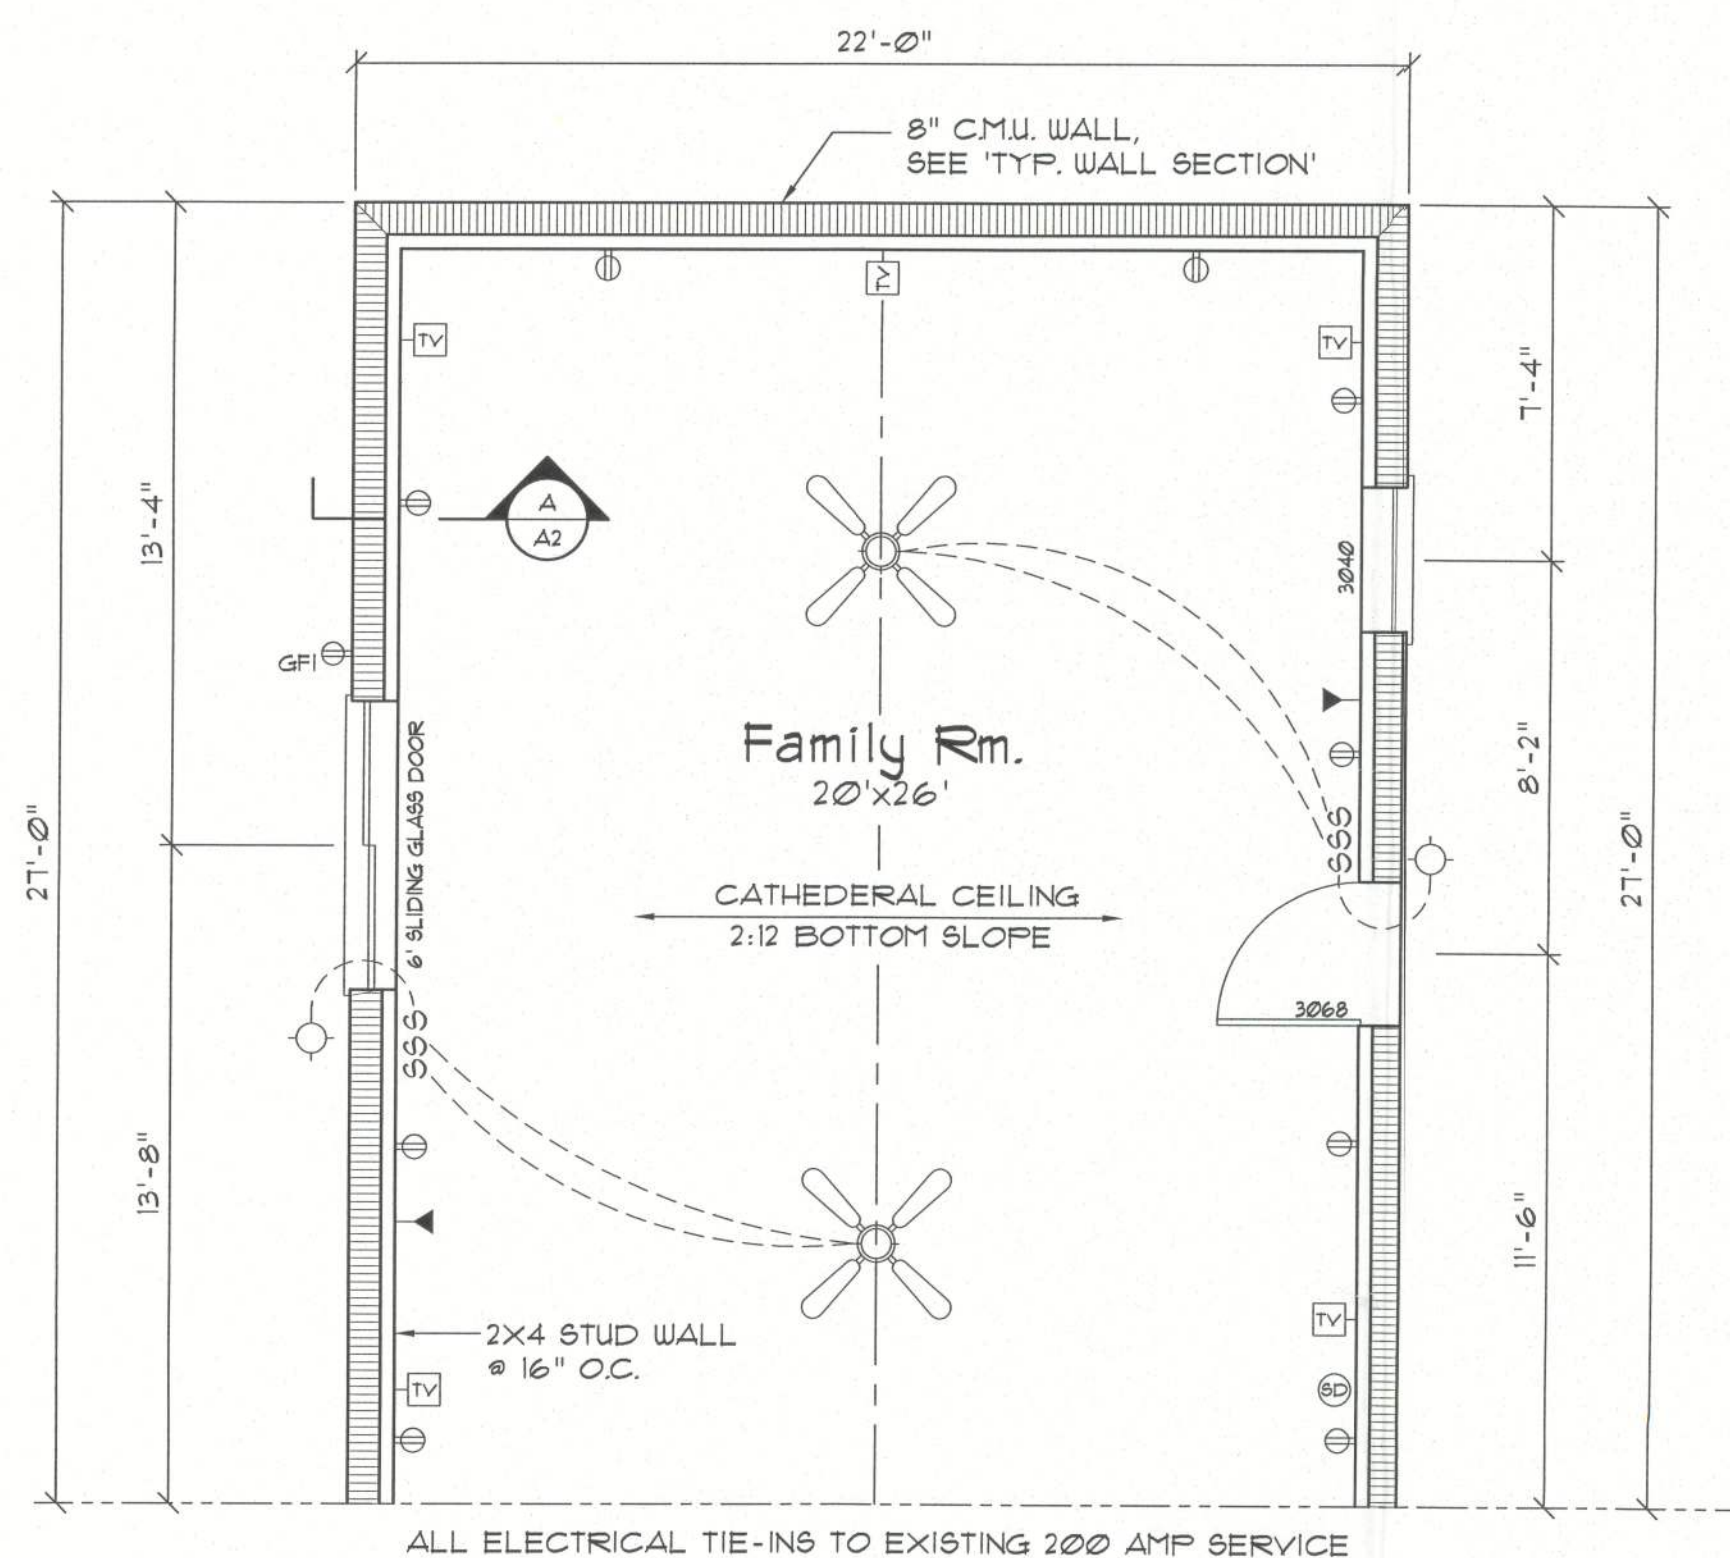 22'-0"
8" C.M.U. WALL,
SEE 'TYP. WALL SECTION'
TV
TV
TV
7'-4"
13'-4"
A
A2
3040
GFI
6' SLIDING GLASS DOOR
Family Rm.
20'x26'
8'-2"
27'-0"
SSS
27'-0"
CATHEDERAL CEILING
2:12 BOTTOM SLOPE
3068
SSS
13'-8"
11'-6"
2X4 STUD WALL
@ 16" O.C.
TV
TV
SD
ALL ELECTRICAL TIE-INS TO EXISTING 200 AMP SERVICE